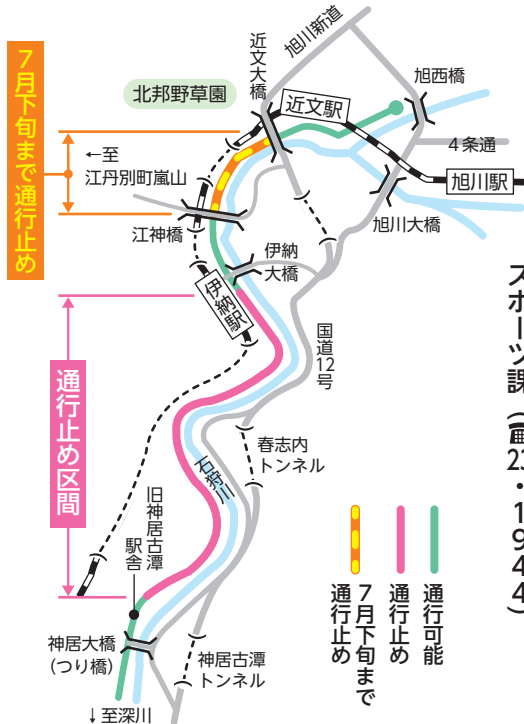 旭川新道
近文大橋
旭西橋
北邦野草園
近文駅
4条通
7月下旬まで通行止め
←至
江丹別町嵐山
旭川駅
江神橋
旭川大橋
伊納
大橋
伊納駅
国道12号
スポーツ課(☎23・1944)
通行止め区間
春志内
トンネル
石狩川
旧神居古潭
駅舎
通行可能
通行止め
7月下旬まで
通行止め
神居大橋
(つり橋)
神居古潭
トンネル
↓至深川